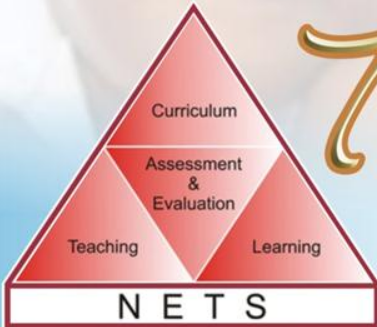 Curriculum
Assessment
&
Evaluation
Teaching
Learning
N E T S